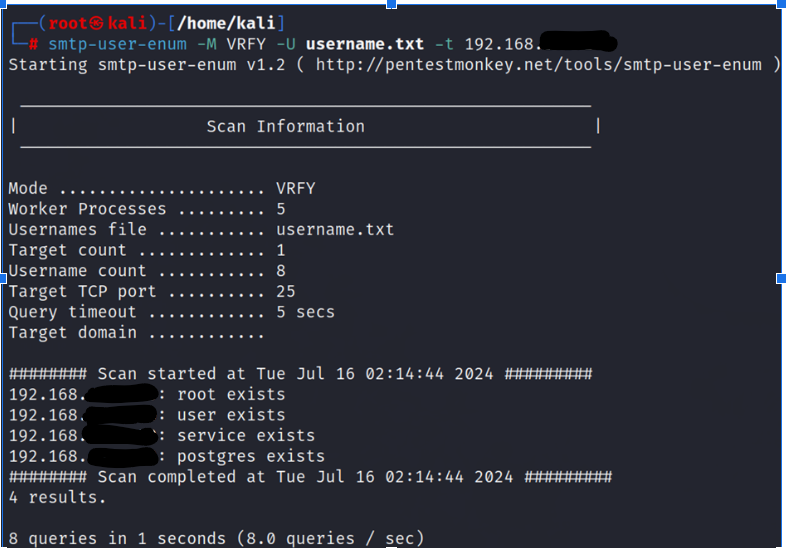 ┌──(root㉿kali)-[/home/kali]
└─# smtp-user-enum -M VRFY -U username.txt -t 192.168.
Starting smtp-user-enum v1.2 ( http://pentestmonkey.net/tools/smtp-user-enum )
| Scan Information |
Mode ..................... VRFY
Worker Processes ......... 5
Usernames file ........... username.txt
Target count ............. 1
Username count ........... 8
Target TCP port .......... 25
Query timeout ............ 5 secs
Target domain ............
######## Scan started at Tue Jul 16 02:14:44 2024 #########
192.168. : root exists
192.168. : user exists
192.168. : service exists
192.168. : postgres exists
######## Scan completed at Tue Jul 16 02:14:44 2024 #########
4 results.
8 queries in 1 seconds (8.0 queries / sec)